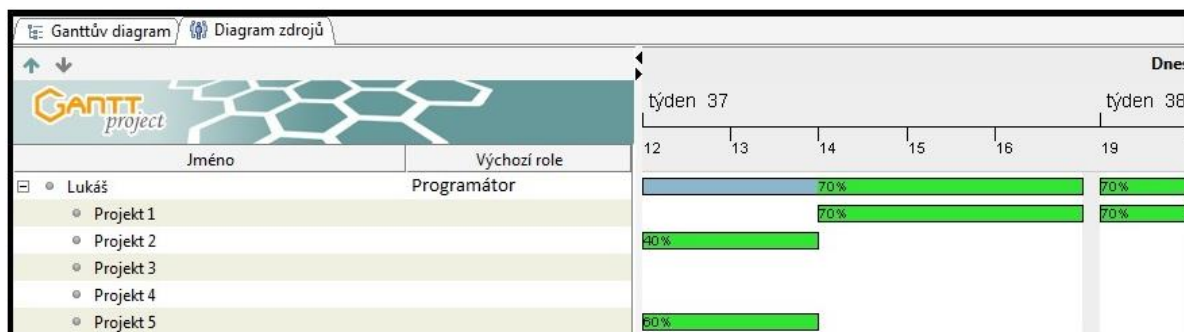 Ganttův diagram Diagram zdrojů
Dnes
GANTT project
týden 37 týden 38
12 13 14 15 16 19
Jméno Výchozí role
Lukáš Programátor 70% 70%
Projekt 1 70% 70%
Projekt 2 40%
Projekt 3
Projekt 4
Projekt 5 60%